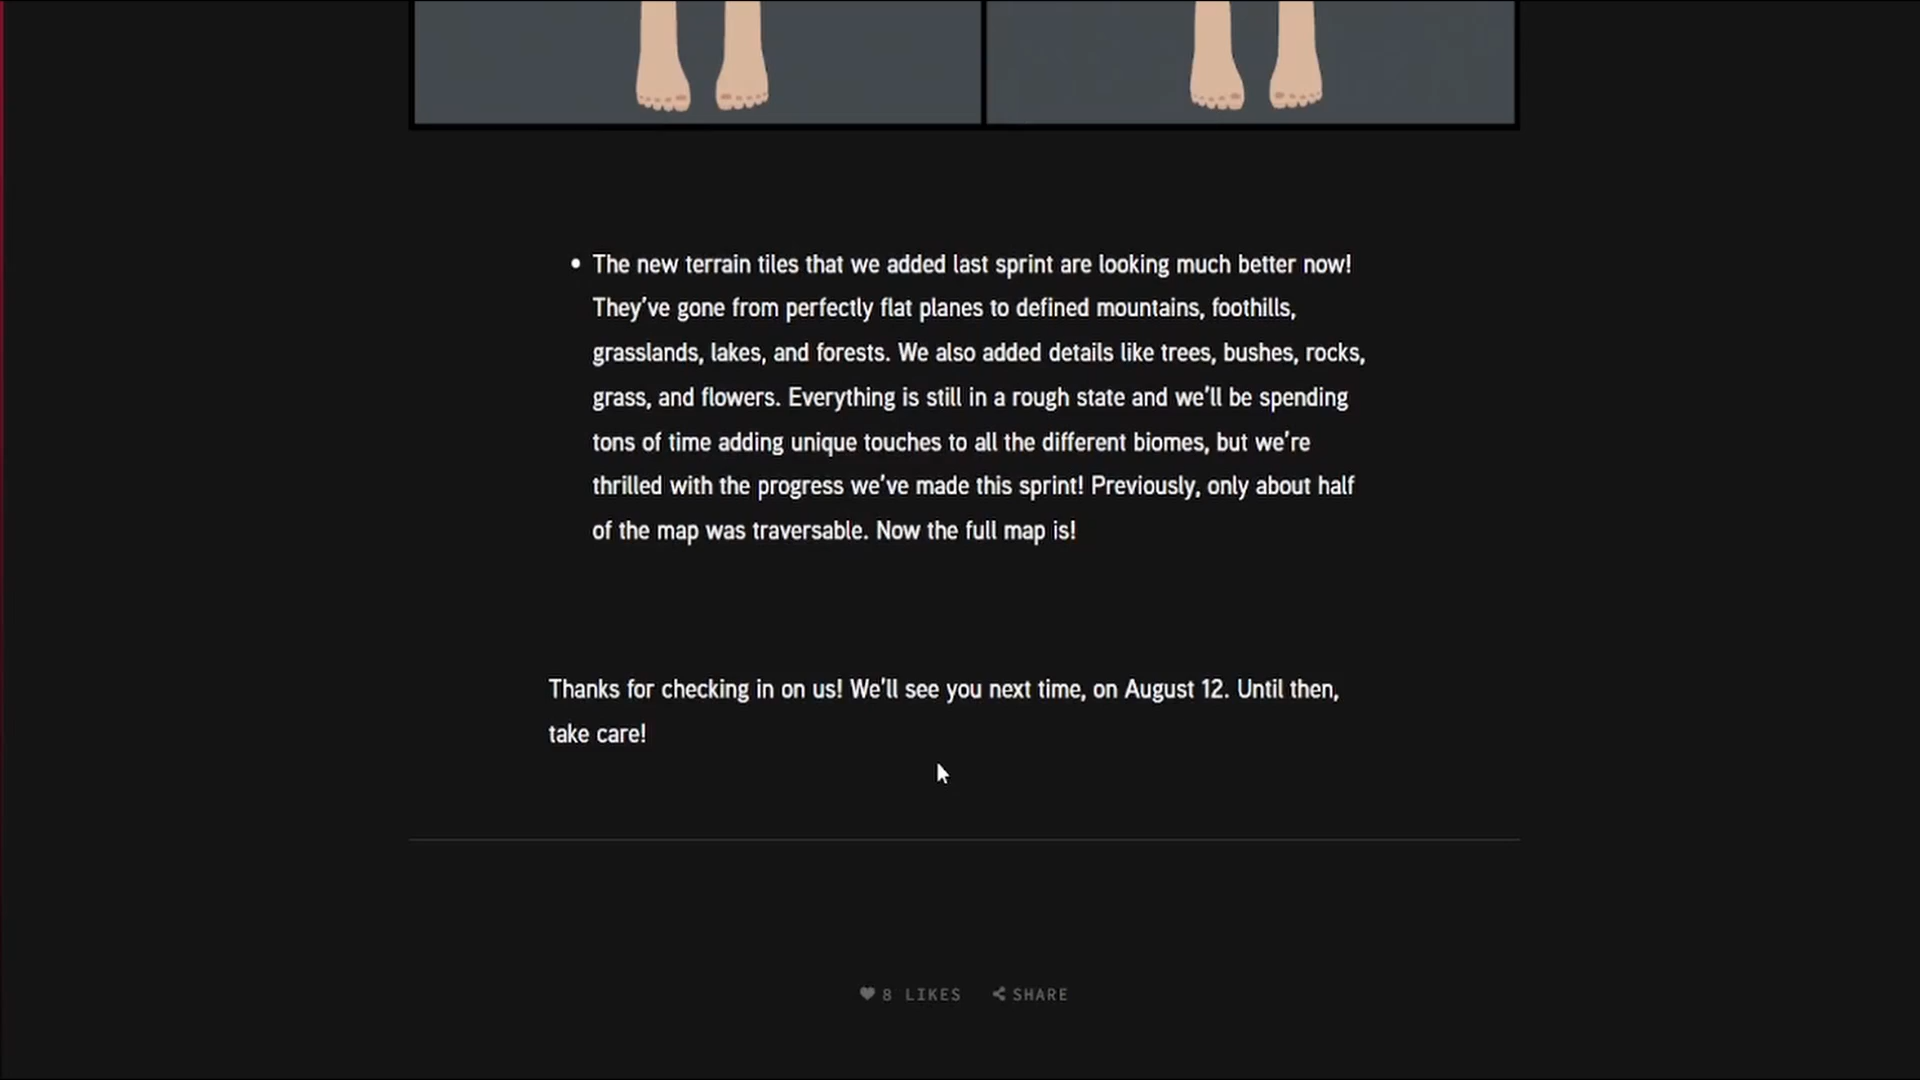 • The new terrain tiles that we added last sprint are looking much better now!
They’ve gone from perfectly flat planes to defined mountains, foothills,
grasslands, lakes, and forests. We also added details like trees, bushes, rocks,
grass, and flowers. Everything is still in a rough state and we’ll be spending
tons of time adding unique touches to all the different biomes, but we’re
thrilled with the progress we’ve made this sprint! Previously, only about half
of the map was traversable. Now the full map is!
Thanks for checking in on us! We’ll see you next time, on August 12. Until then,
take care!
8 LIKES SHARE